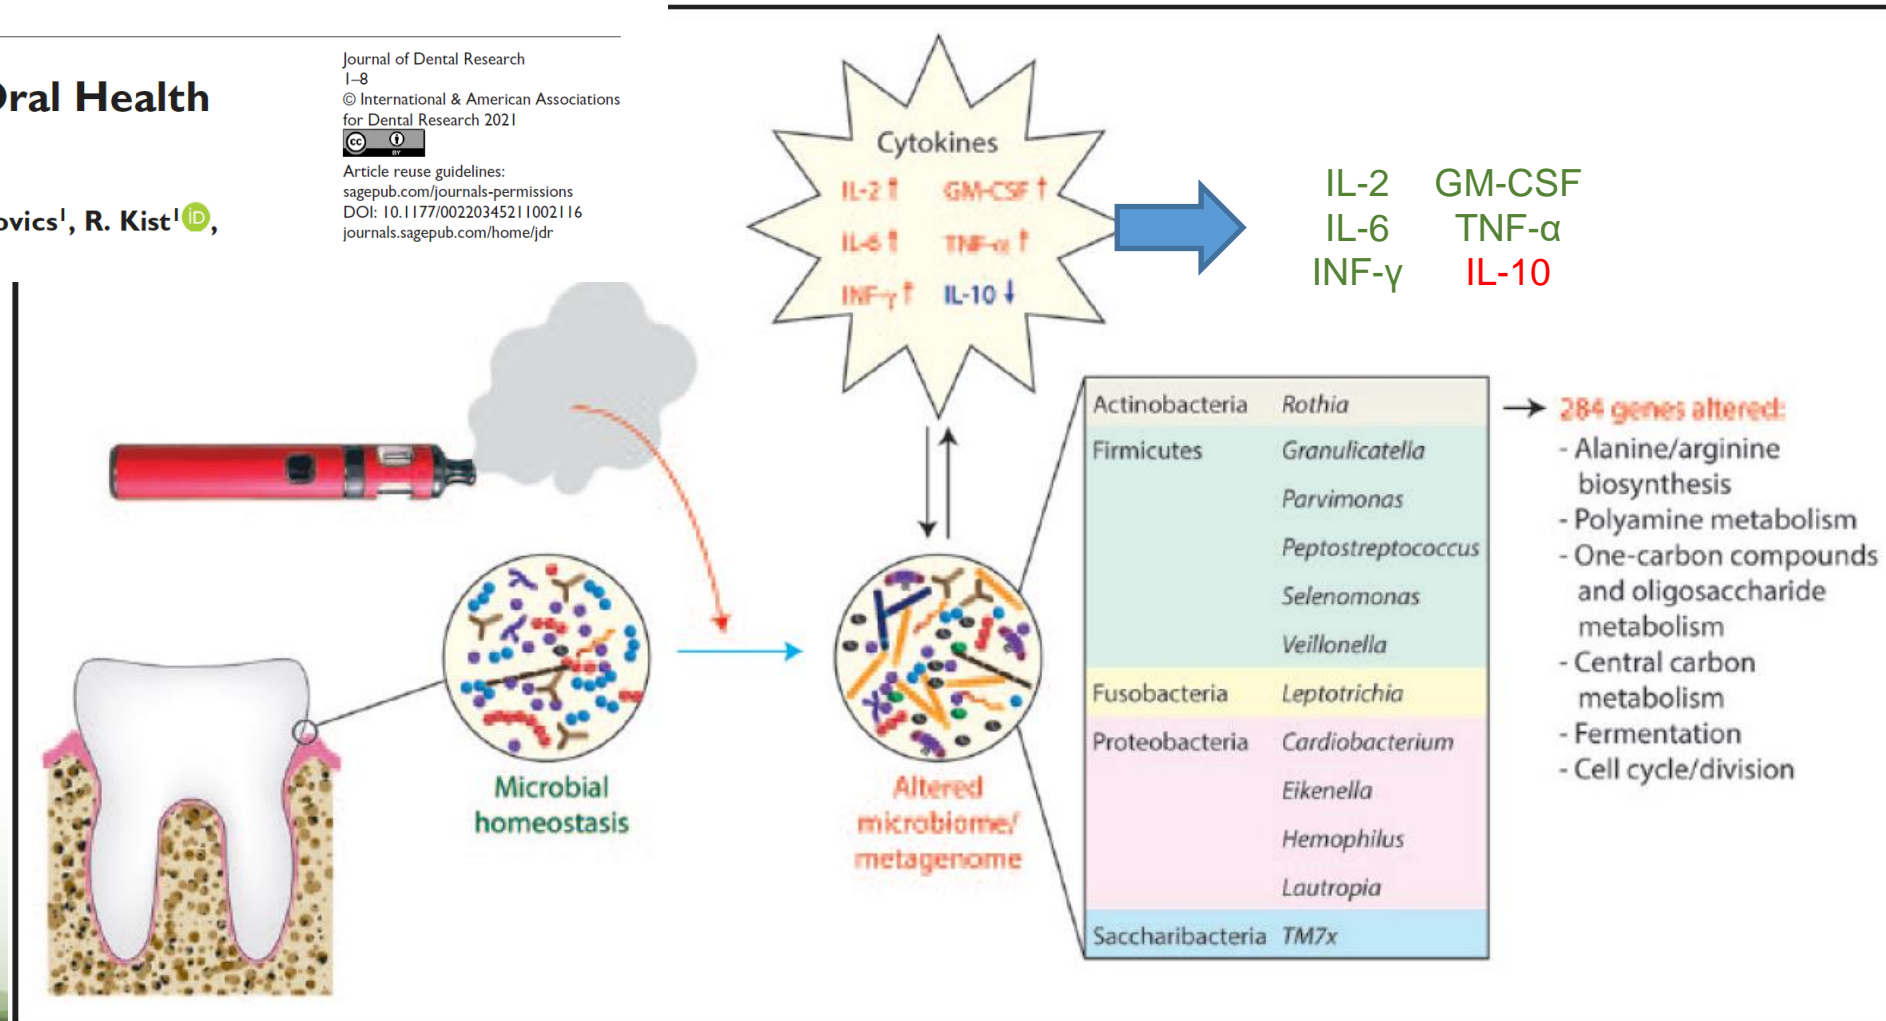 Oral Health
ovics¹, R. Kist¹ iD,
Journal of Dental Research
1–8
© International & American Associations
for Dental Research 2021
cc BY
Article reuse guidelines:
sagepub.com/journals-permissions
DOI: 10.1177/00220345211002116
journals.sagepub.com/home/jdr
Cytokines
IL-2 ↑ GM-CSF ↑
IL-6 ↑ TNF-α ↑
INF-γ ↑ IL-10 ↓
IL-2 GM-CSF
IL-6 TNF-α
INF-γ IL-10
Microbial
homeostasis
Altered
microbiome/
metagenome
Actinobacteria Rothia
Firmicutes Granulicatella
Parvimonas
Peptostreptococcus
Selenomonas
Veillonella
Fusobacteria Leptotrichia
Proteobacteria Cardiobacterium
Eikenella
Hemophilus
Lautropia
Saccharibacteria TM7x
284 genes altered:
- Alanine/arginine
biosynthesis
- Polyamine metabolism
- One-carbon compounds
and oligosaccharide
metabolism
- Central carbon
metabolism
- Fermentation
- Cell cycle/division